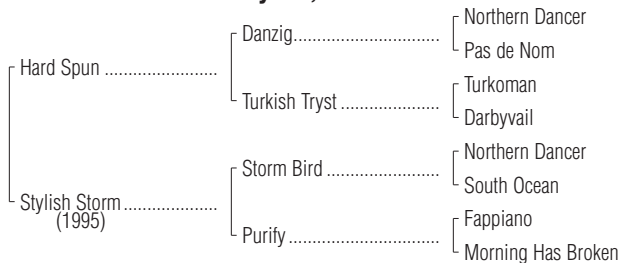 Northern Dancer
Danzig..................................
Pas de Nom
Hard Spun ..........................
Turkoman
Turkish Tryst .......................
Darbyvail
Northern Dancer
Storm Bird ..........................
South Ocean
Stylish Storm .....................
(1995)
Fappiano
Purify ...................................
Morning Has Broken